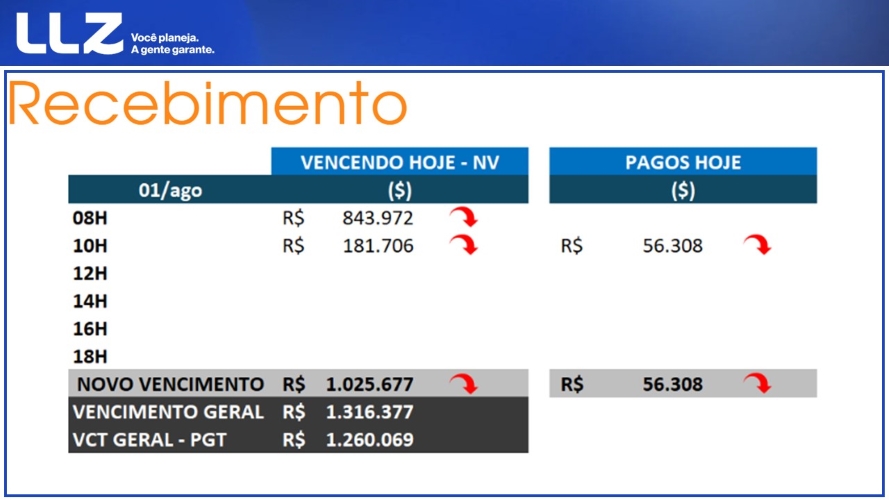 LLZ Você planeja.
A gente garante.
Recebimento
VENCENDO HOJE - NV PAGOS HOJE
01/ago ($) ($)
08H R$ 843.972
10H R$ 181.706 R$ 56.308
12H
14H
16H
18H
NOVO VENCIMENTO R$ 1.025.677 R$ 56.308
VENCIMENTO GERAL R$ 1.316.377
VCT GERAL - PGT R$ 1.260.069